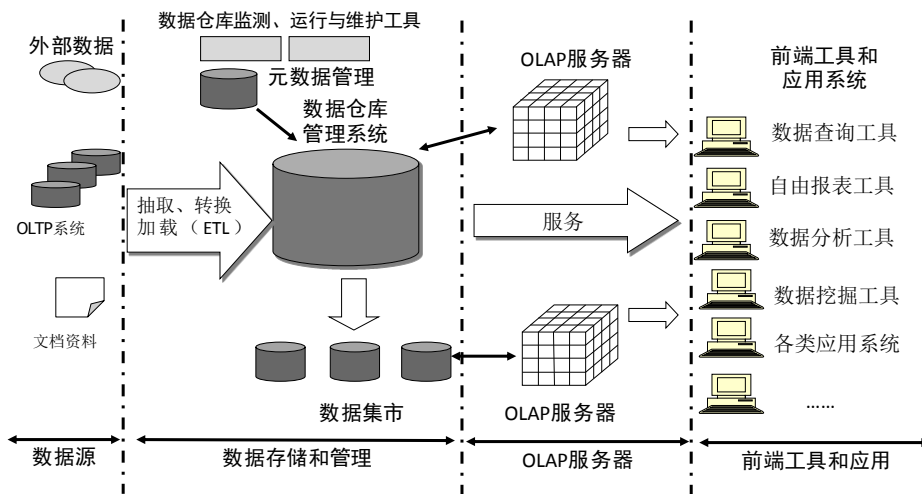 数据仓库监测、运行与维护工具
外部数据
元数据管理
数据仓库
管理系统
OLAP服务器
前端工具和
应用系统
数据查询工具
自由报表工具
OLTP系统
抽取、转换
加载（ETL）
服务
数据分析工具
数据挖掘工具
文档资料
各类应用系统
数据集市
OLAP服务器
……
数据源
数据存储和管理
OLAP服务器
前端工具和应用